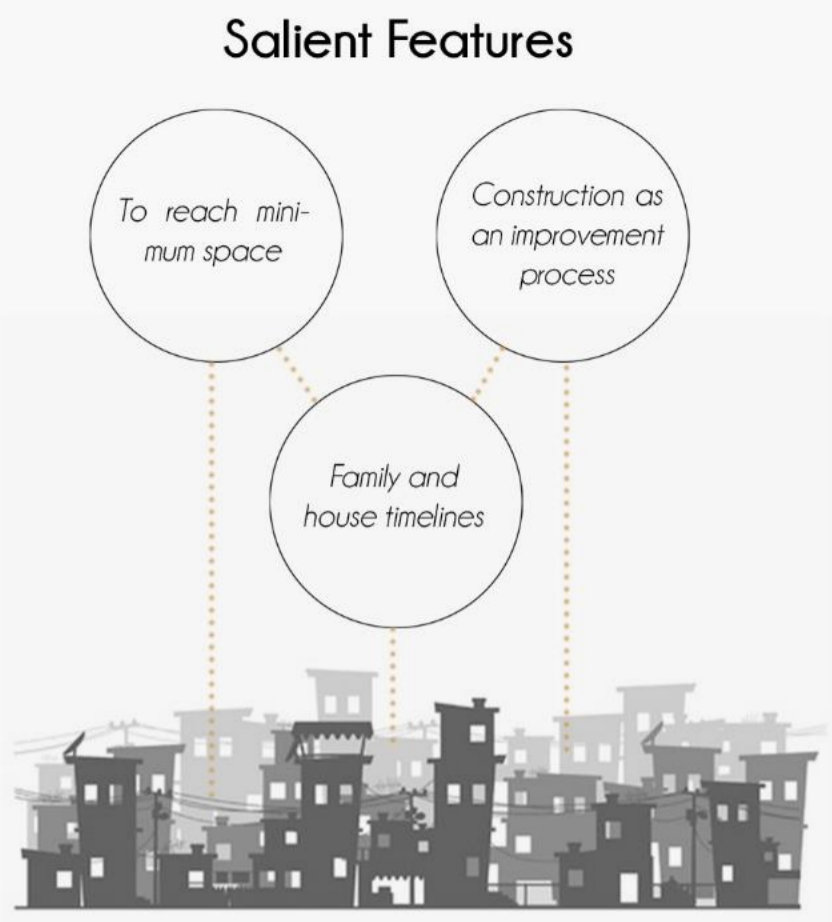 Salient Features
To reach mini-
mum space
Construction as
an improvement
process
Family and
house timelines